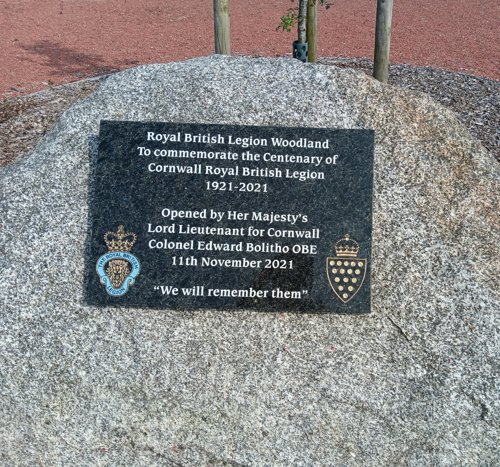 Royal British Legion Woodland
To commemorate the Centenary of
Cornwall Royal British Legion
1921-2021
Opened by Her Majesty's
Lord Lieutenant for Cornwall
Colonel Edward Bolitho OBE
11th November 2021
"We will remember them"